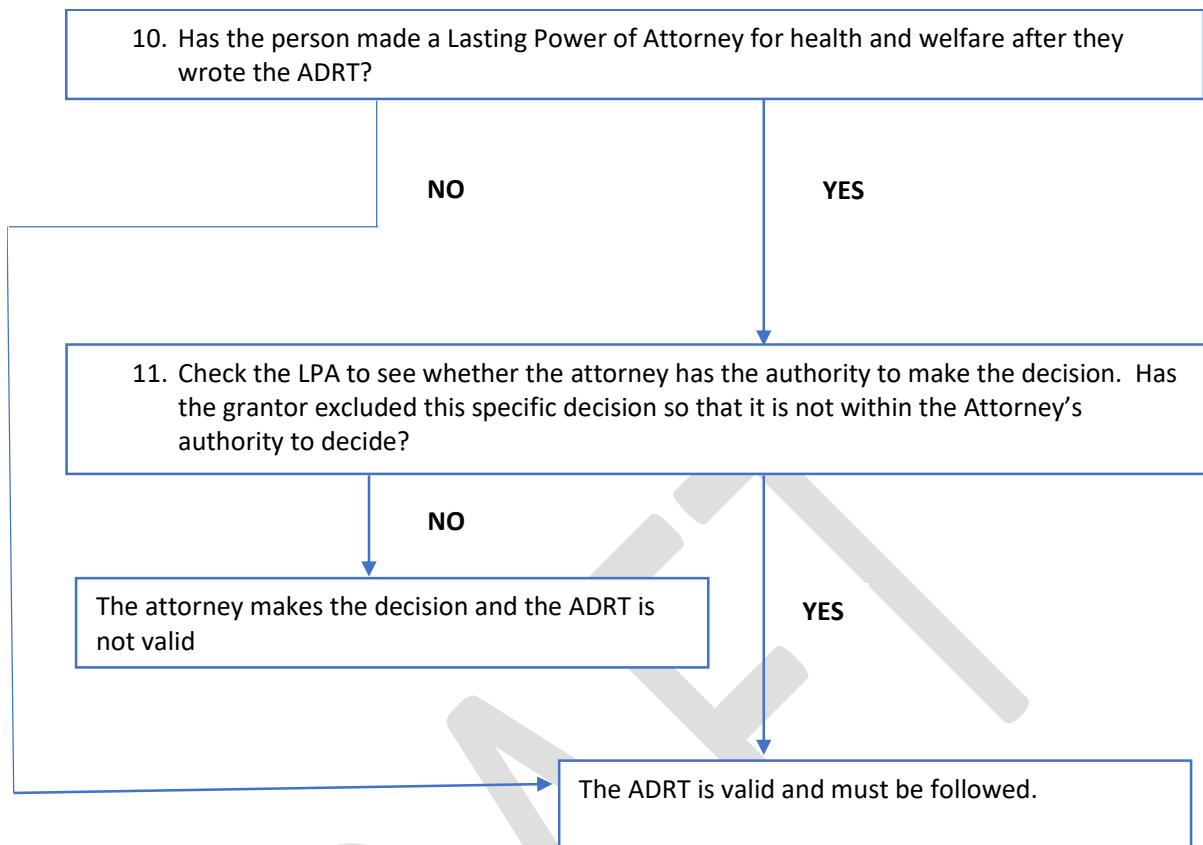 10. Has the person made a Lasting Power of Attorney for health and welfare after they
wrote the ADRT?
NO
YES
11. Check the LPA to see whether the attorney has the authority to make the decision.  Has
the grantor excluded this specific decision so that it is not within the Attorney’s
authority to decide?
NO
The attorney makes the decision and the ADRT is
not valid
YES
The ADRT is valid and must be followed.